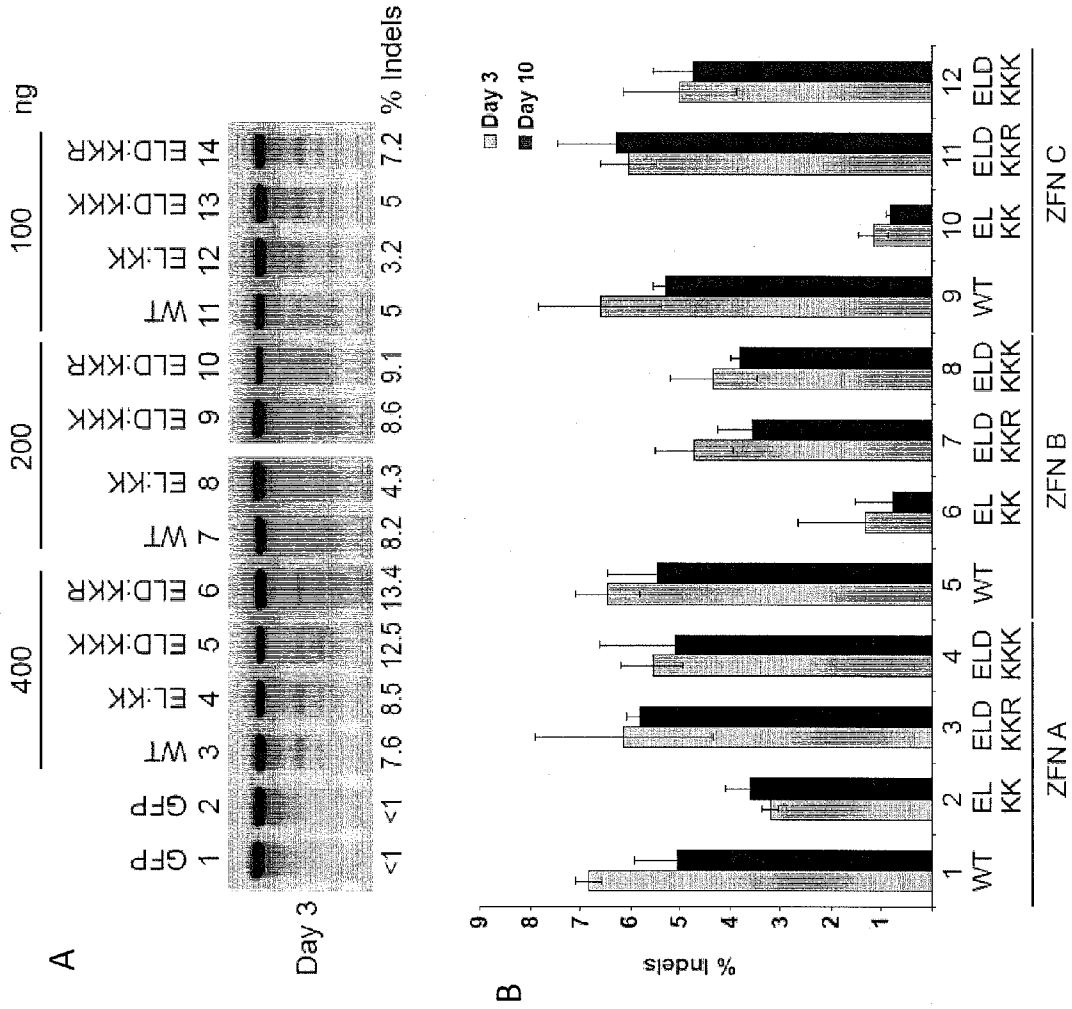 A
400 200 100 ng
GFP GFP WT EL:KK ELD:KKK ELD:KKR WT EL:KK ELD:KKK ELD:KKR WT EL:KK ELD:KKK ELD:KKR
1 2 3 4 5 6 7 8 9 10 11 12 13 14
Day 3
<1 <1 7.6 8.5 12.5 13.4 8.2 4.3 8.6 9.1 5 3.2 5 7.2 % Indels
B
Day 3
Day 10
% Indels
9
8
7
6
5
4
3
2
1
1 2 3 4 5 6 7 8 9 10 11 12
WT EL ELD ELD WT EL ELD ELD WT EL ELD ELD
KK KKR KKK KK KKR KKK KK KKR KKK
ZFN A ZFN B ZFN C